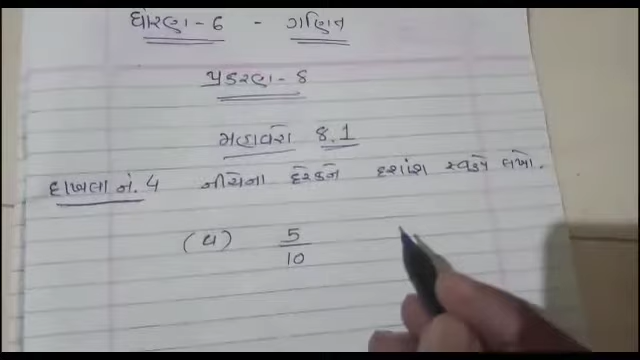 ધોરણ - 6 - ગણિત
પ્રકરણ - 8
મહાવરો 8.1
દાખલા નં. 4 નીચેના દરેકને દશાંશ સ્વરૂપે લખો.
(ય) 5/10